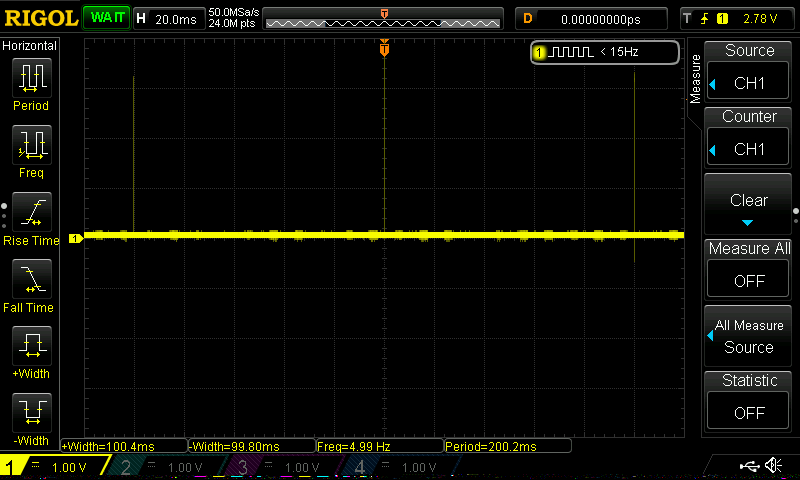 RIGOL WAIT H 20.0ms 50.0MSa/s D 0.00000000ps T 1 2.78 V
24.0M pts
T
T
Horizontal
1 < 15Hz
Measure
Source
CH1
Period
Counter
CH1
Freq
Clear
Rise Time
1
Measure All
OFF
Fall Time
All Measure
Source
+Width
Statistic
OFF
-Width
+Width=100.4ms -Width=99.80ms Freq=4.99 Hz Period=200.2ms
1 1.00 V 2 1.00 V 3 1.00 V 4 1.00 V